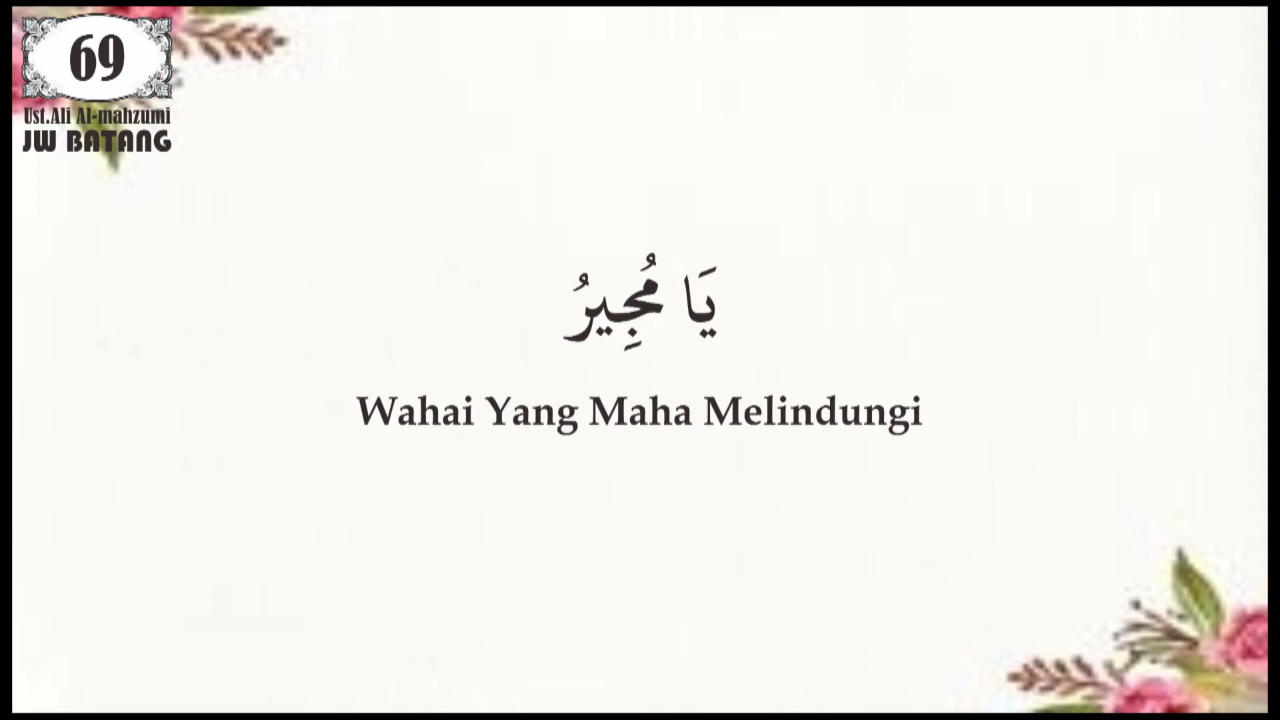 69
Ust.Ali Al-mahzumi
JW BATANG
يَا مُجِيرُ
Wahai Yang Maha Melindungi